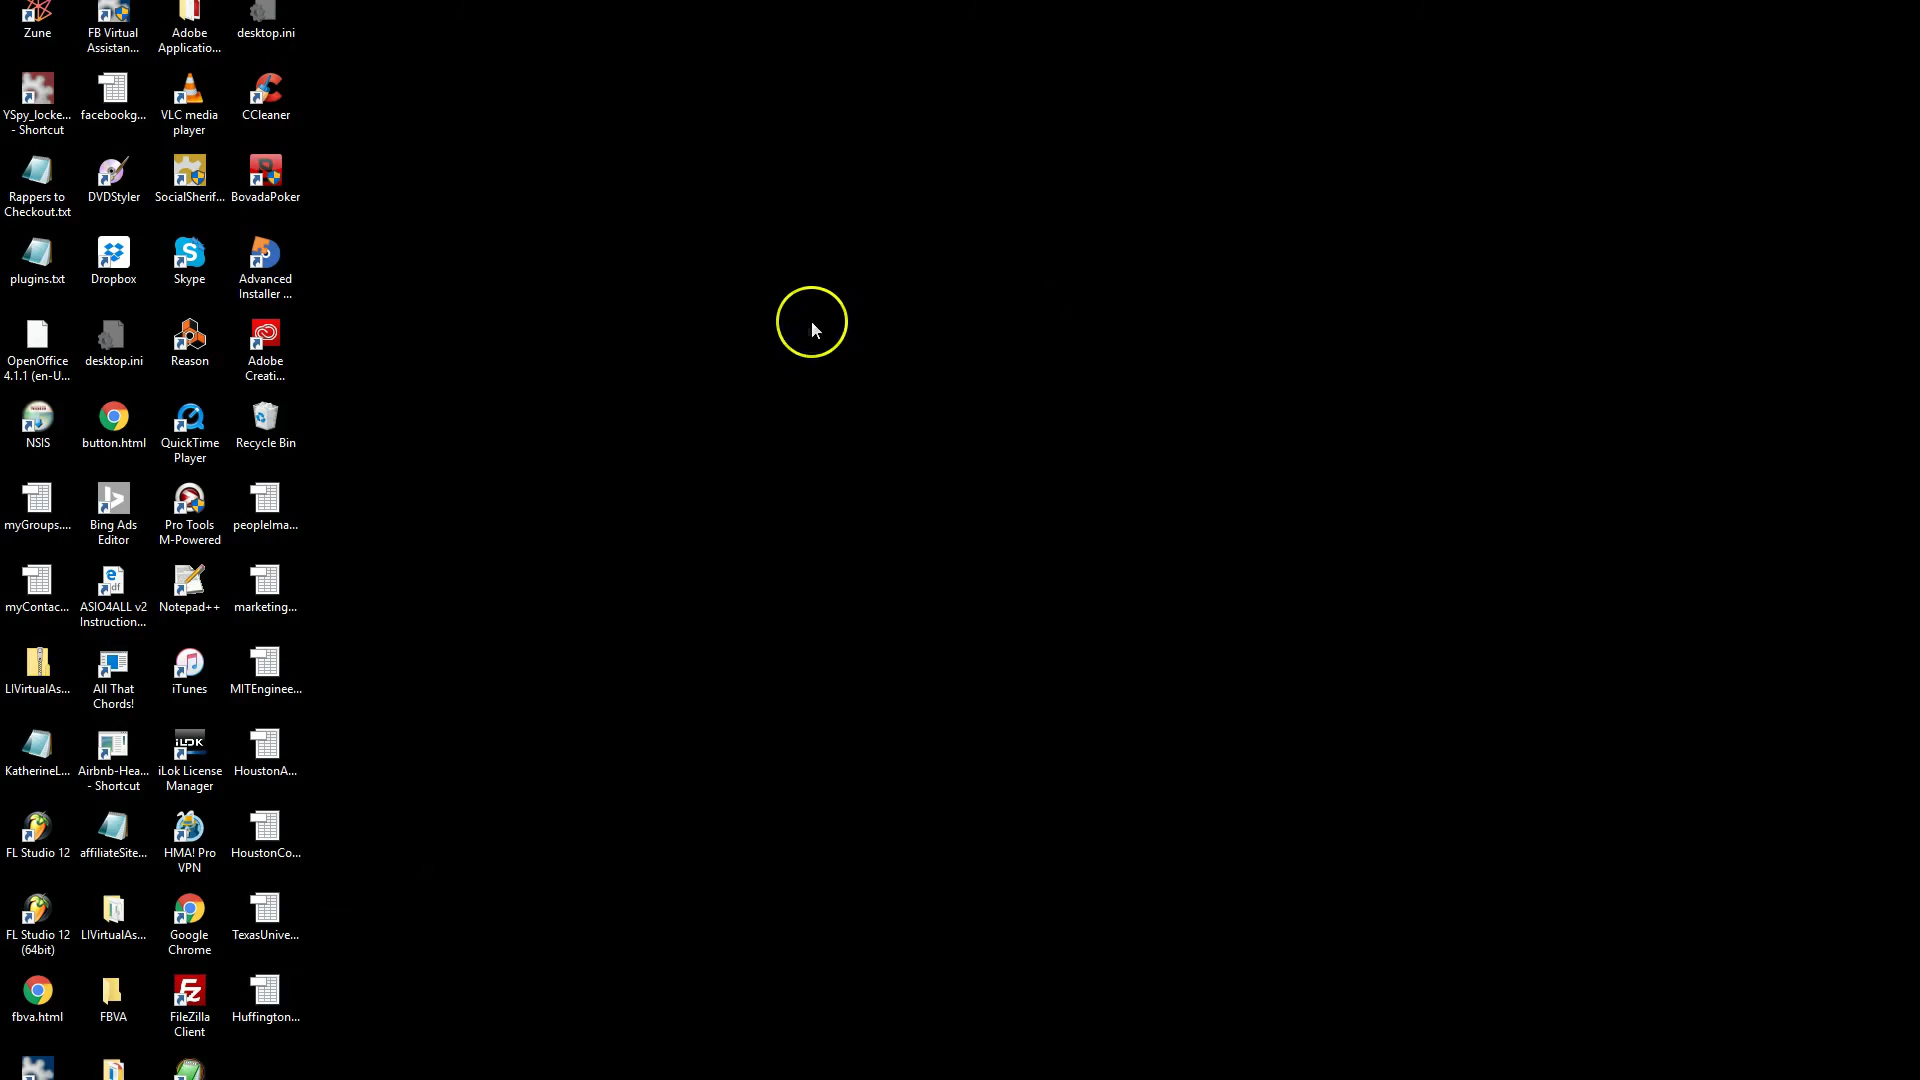 Zune
FB Virtual
Assistan...
Adobe
Applicatio...
desktop.ini
YSpy_locke...
- Shortcut
facebookg...
VLC media
player
CCleaner
Rappers to
Checkout.txt
DVDStyler
SocialSherif...
BovadaPoker
plugins.txt
Dropbox
Skype
Advanced
Installer ...
OpenOffice
4.1.1 (en-U...
desktop.ini
Reason
Adobe
Creati...
NSIS
button.html
QuickTime
Player
Recycle Bin
myGroups....
Bing Ads
Editor
Pro Tools
M-Powered
peopleIma...
myContac...
ASIO4ALL v2
Instruction...
Notepad++
marketing...
LIVirtualAs...
All That
Chords!
iTunes
MITEnginee...
KatherineL...
Airbnb-Hea...
- Shortcut
iLok License
Manager
HoustonA...
FL Studio 12
affiliateSite...
HMA! Pro
VPN
HoustonCo...
FL Studio 12
(64bit)
LIVirtualAs...
Google
Chrome
TexasUnive...
fbva.html
FBVA
FileZilla
Client
Huffington...